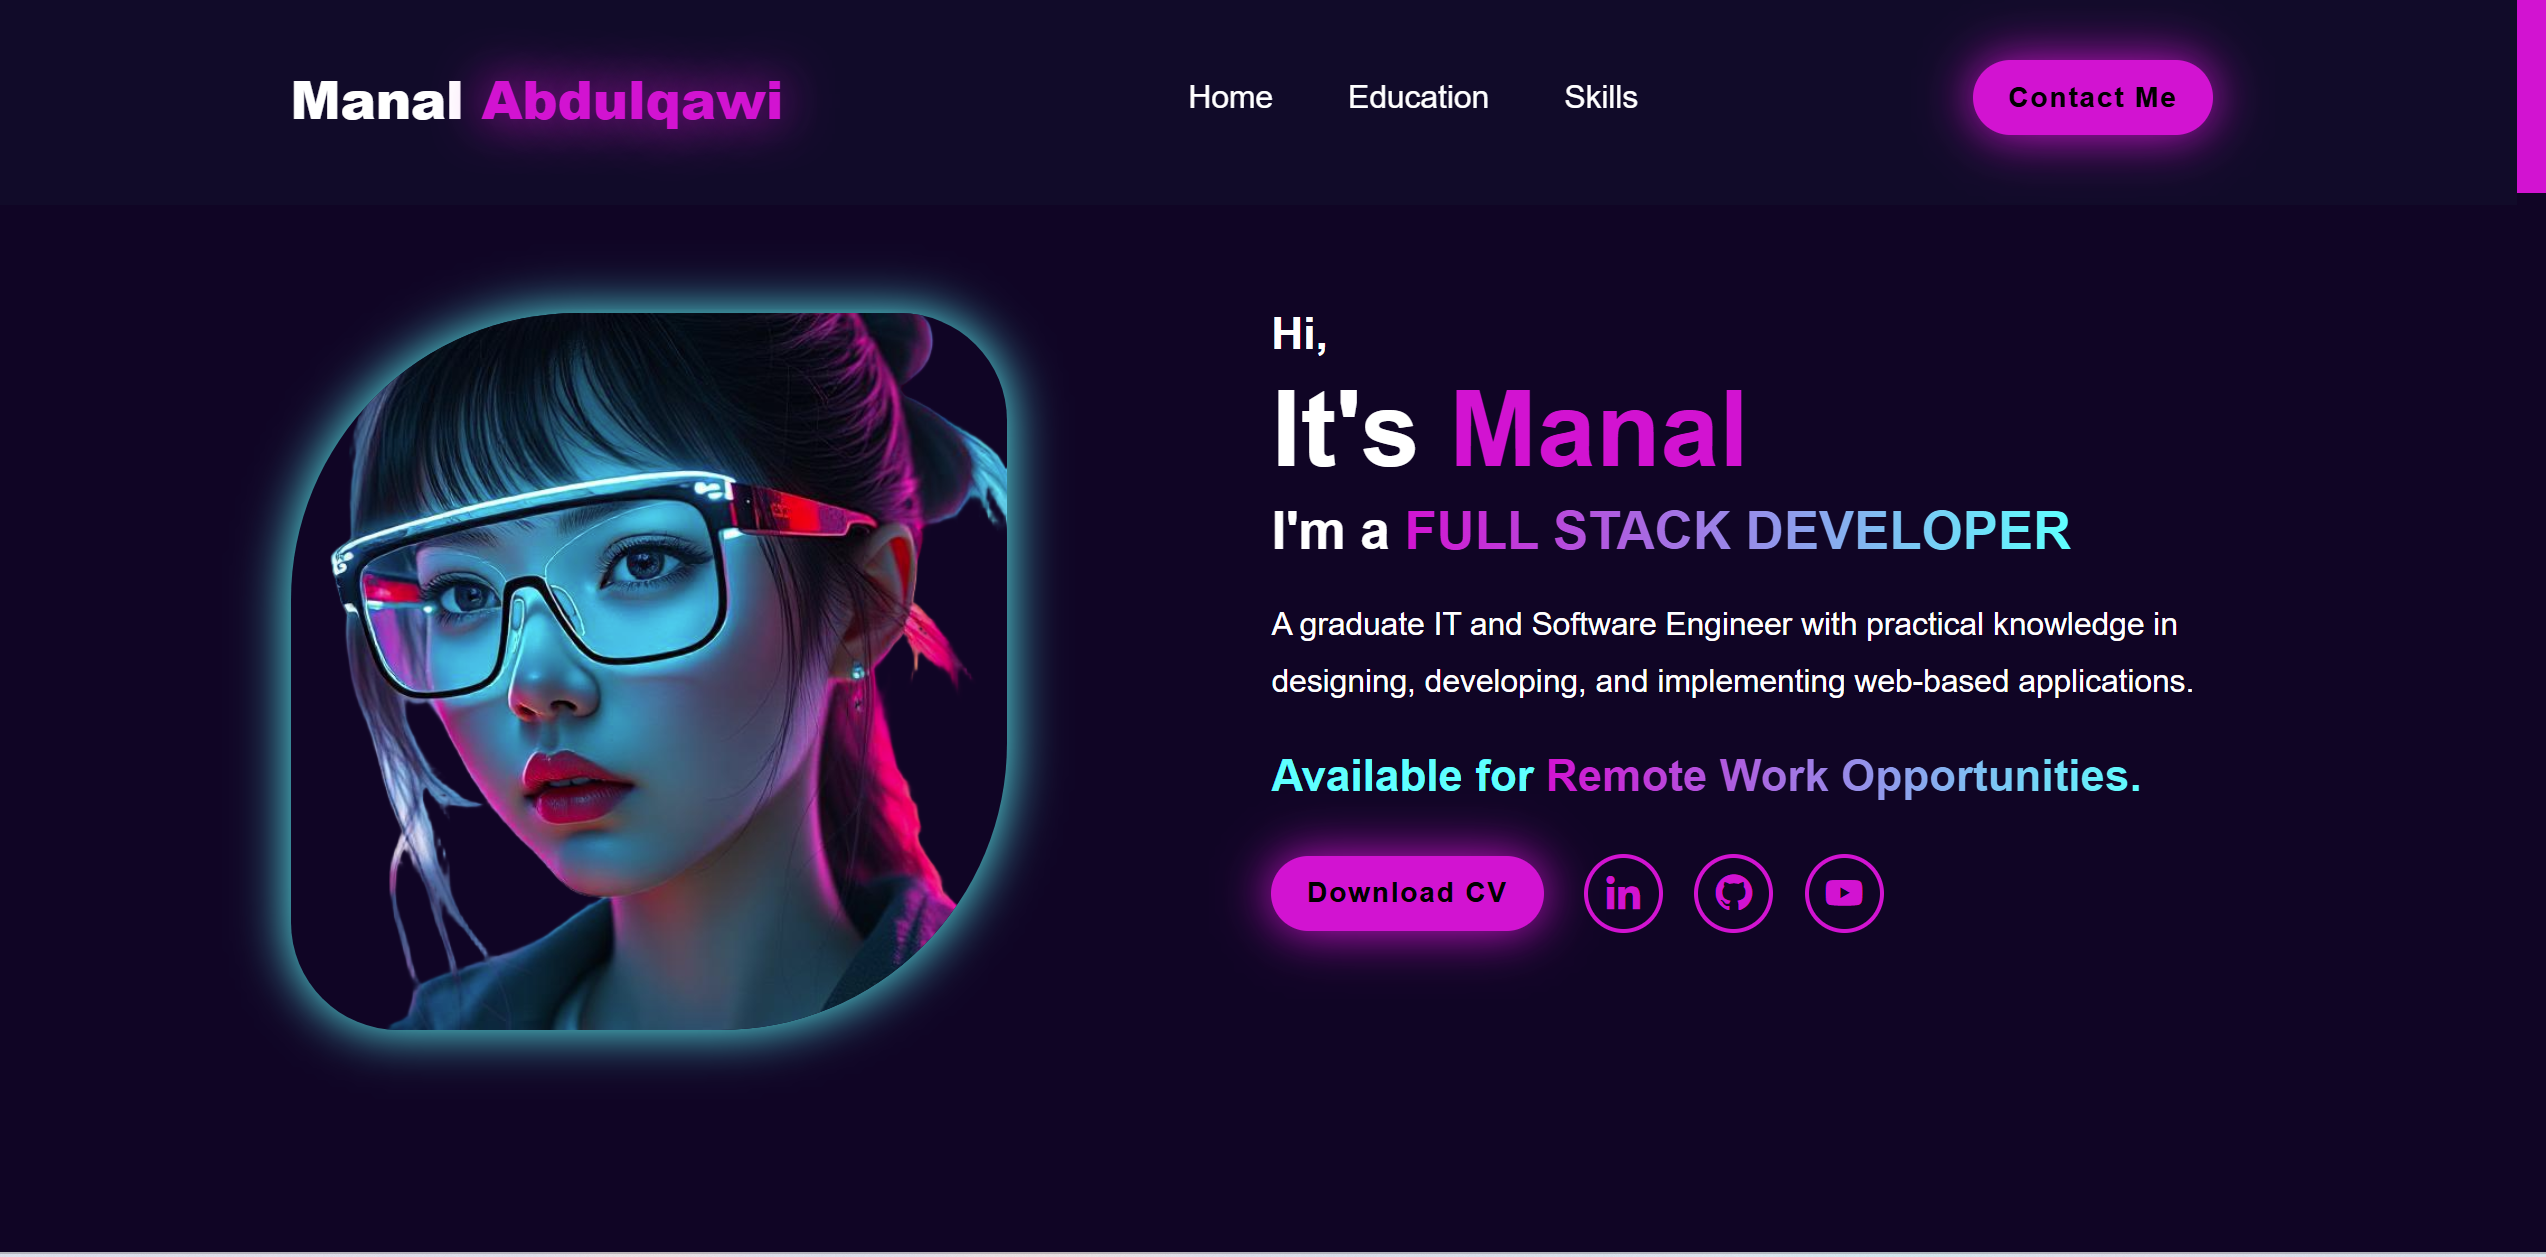 Manal Abdulqawi
Home Education Skills
Contact Me
Hi,
It's Manal
I'm a FULL STACK DEVELOPER
A graduate IT and Software Engineer with practical knowledge in
designing, developing, and implementing web-based applications.
Available for Remote Work Opportunities.
Download CV
in